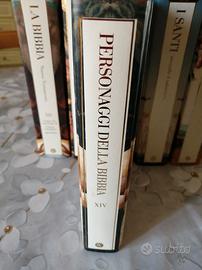 LA BIBBIA
PERSONAGGI DELLA BIBBIA
XIV
I SANTI
subito